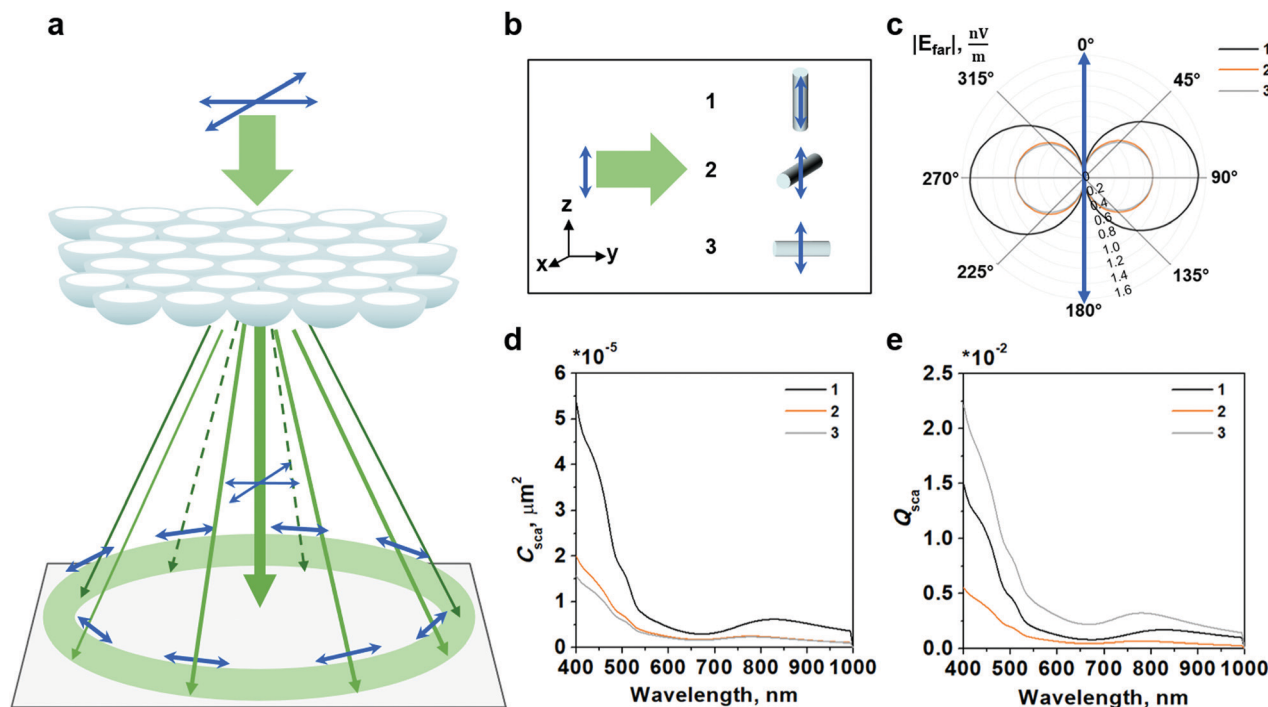 a
b
1
2
3
z
y
x
c
|E_far|, nV/m
0°
45°
90°
135°
180°
225°
270°
315°
0
0.2
0.4
0.6
0.8
1.0
1.2
1.4
1.6
1
2
3
d
*10⁻⁵
6
5
4
3
2
1
0
C_sca, μm²
1
2
3
400 500 600 700 800 900 1000
Wavelength, nm
e
*10⁻²
2.5
2.0
1.5
1.0
0.5
0.0
Q_sca
1
2
3
400 500 600 700 800 900 1000
Wavelength, nm